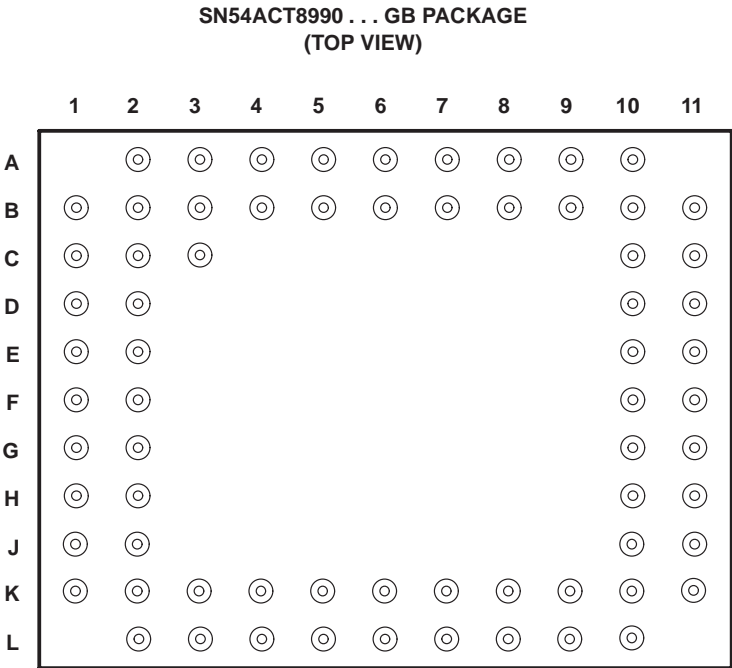 SN54ACT8990 . . . GB PACKAGE
(TOP VIEW)
1 2 3 4 5 6 7 8 9 10 11
A
B
C
D
E
F
G
H
J
K
L